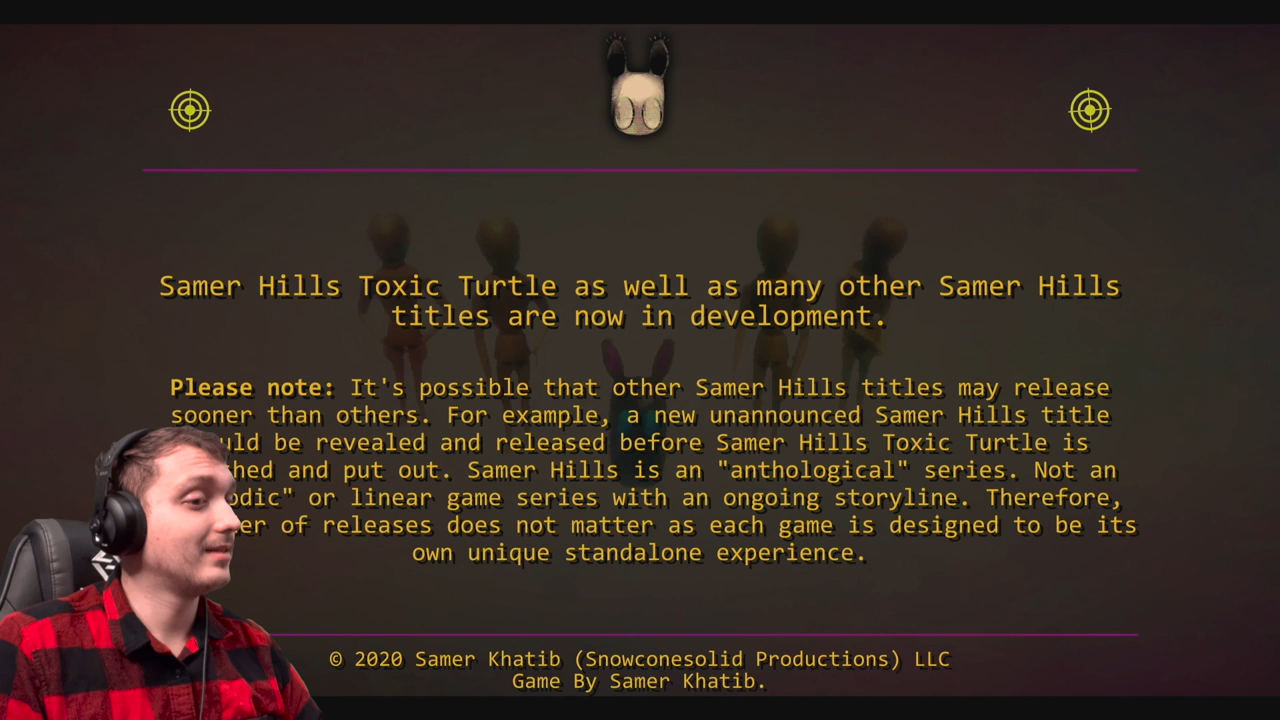 Samer Hills Toxic Turtle as well as many other Samer Hills
titles are now in development.
Please note: It's possible that other Samer Hills titles may release
sooner than others. For example, a new unannounced Samer Hills title
be revealed and released before Samer Hills Toxic Turtle is
and put out. Samer Hills is an "anthological" series. Not an
or linear game series with an ongoing storyline. Therefore,
of releases does not matter as each game is designed to be its
own unique standalone experience.
© 2020 Samer Khatib (Snowconesolid Productions) LLC
Game By Samer Khatib.